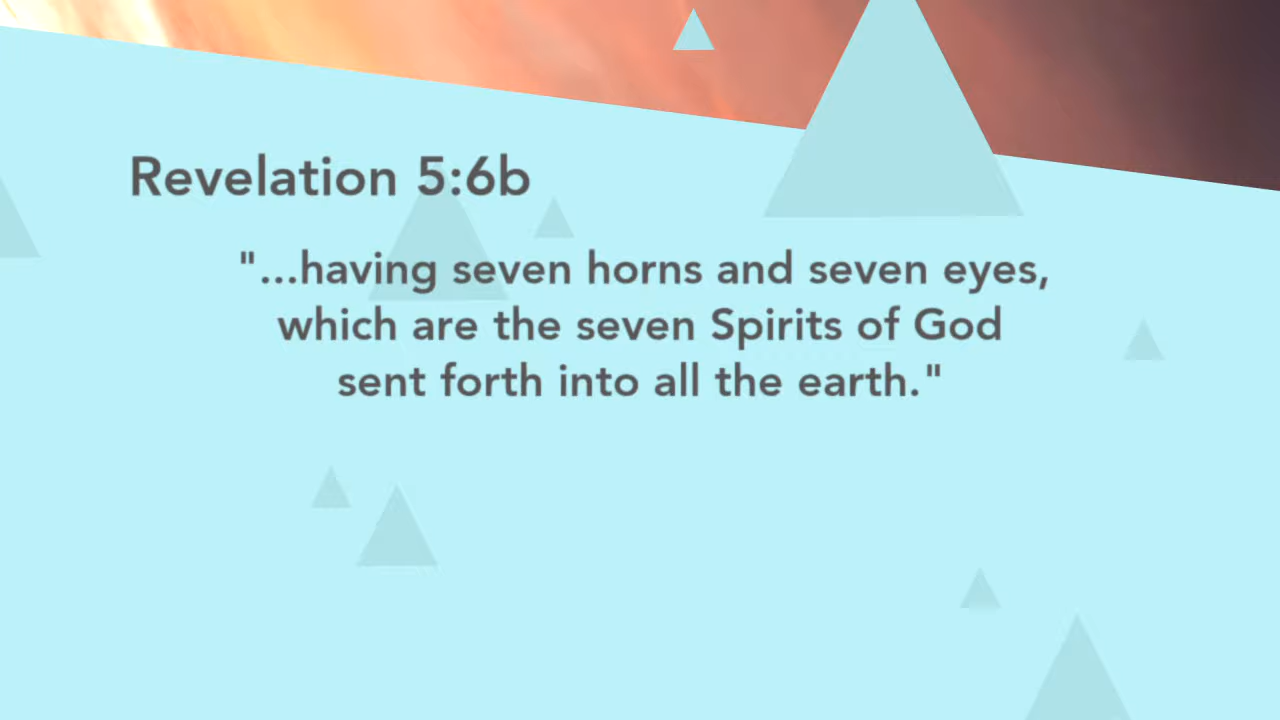 Revelation 5:6b
"...having seven horns and seven eyes,
which are the seven Spirits of God
sent forth into all the earth."